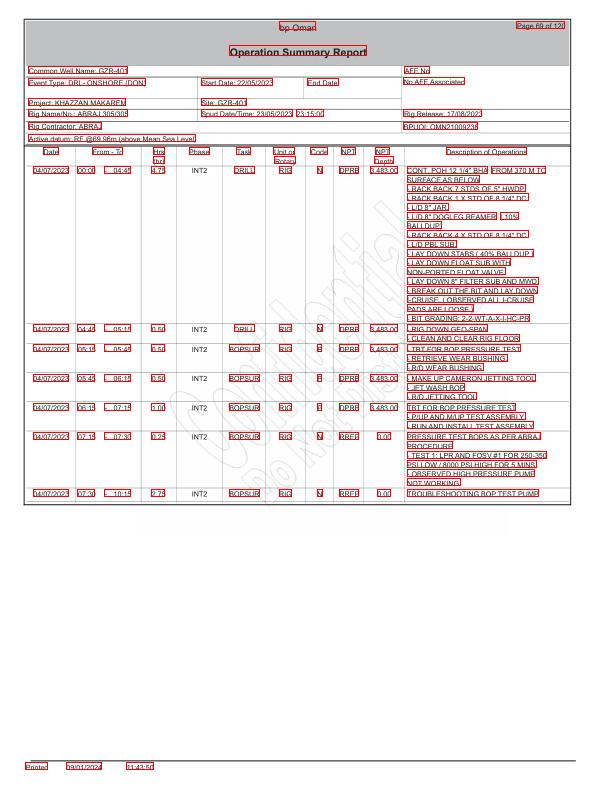 bp Oman
Page 69 of 120
Operation Summary Report
Common Well Name: GZR-401
AFE No
Event Type: DRL- ONSHORE (DON)
Start Date: 22/05/2023
End Date:
No AFE Associated
Project: KHAZZAN MAKAREM
Site: GZR-401
Rig Name/No.: ABRAJ 305/305
Spud Date/Time: 23/05/2023 23:15:00
Rig Release: 17/08/2023
Rig Contractor: ABRAJ
BPUOI: OMN21009236
Active datum: RF @69.96m (above Mean Sea Level)
Date From - To Hrs (hr) Phase Task Unit or Rotary Code NPT NPT Depth Description of Operations
04/07/2023 00:00 - 04:45 4.75 INT2 DRILL RIG N DPRB 3,483.00 CONT. POH 12 1/4" BHA FROM 370 M TO
SURFACE AS BELOW
- RACK BACK 7 STDS OF 5" HWDP.
- RACK BACK 1 X STD OF 8 1/4" DC
- L/D 8" JAR.
- L/D 8" DOGLEG REAMER ( 10%
BALLDUP)
- RACK BACK 4 X STD OF 8 1/4" DC
- L/D PBL SUB
- LAY DOWN STABS ( 40% BALLDUP )
- LAY DOWN FLOAT SUB WITH
NON-PORTED FLOAT VALVE.
- LAY DOWN 8" FILTER SUB AND MWD.
- BREAK OUT THE BIT AND LAY DOWN
I-CRUISE. ( OBSERVED ALL I-CRUISE
PADS ARE LOOSE )
- BIT GRADING: 2-2-WT-A-X-I-HC-PR
04/07/2023 04:45 - 05:15 0.50 INT2 DRILL RIG N DPRB 3,483.00 - RIG DOWN GEO-SPAN
- CLEAN AND CLEAR RIG FLOOR
05:15 - 05:45 0.50 INT2 BOPSUR RIG DPRB 3,483.00 - TBT FOR BOP PRESSURE TEST
04/07/2023
- RETRIEVE WEAR BUSHING.
- R/D WEAR BUSHING
04/07/2023 05:45 - 06:15 0.50 INT2 BOPSUR RIG DPRB 3,483.00 - MAKE UP CAMERON JETTING TOOL
- JET WASH BOP
- R/D JETTING TOOL
04/07/2023 06:15 - 07:15 1.00 INT2 BOPSUR RIG DPRB 3,483.00 TBT FOR BOP PRESSURE TEST
- P/UP AND M/UP TEST ASSEMBLY
- RUN AND INSTALL TEST ASSEMBLY
04/07/2023 07:15 - 07:30 0.25 INT2 BOPSUR RIG N RREP 0.00 PRESSURE TEST BOPS AS PER ABRAJ
PROCEDURE
- TEST 1: LPR AND FOSV #1 FOR 250-350
PSI LOW / 8000 PSI HIGH FOR 5 MINS.
- OBSERVED HIGH PRESSURE PUMP
NOT WORKING.
04/07/2023 07:30 - 10:15 2.75 INT2 BOPSUR RIG N RREP 0.00 TROUBLESHOOTING BOP TEST PUMP
Confidential
Do Not
Printed 09/01/2024 11:43:50